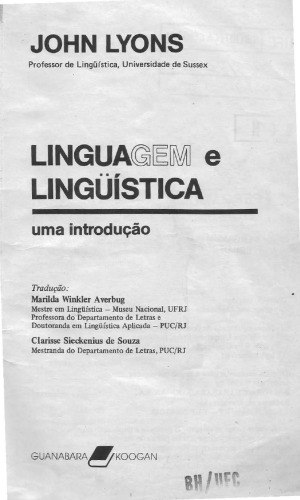 JOHN LYONS
Professor de Lingüística, Universidade de Sussex
LINGUAGEM e
LINGÜÍSTICA
uma introdução
Tradução:
Marilda Winkler Averbug
Mestre em Lingüística — Museu Nacional, UFRJ
Professora do Departamento de Letras e
Doutoranda em Lingüística Aplicada — PUC/RJ
Clarisse Sieckenius de Souza
Mestranda do Departamento de Letras, PUC/RJ
GUANABARA KOOGAN
BH/UFC